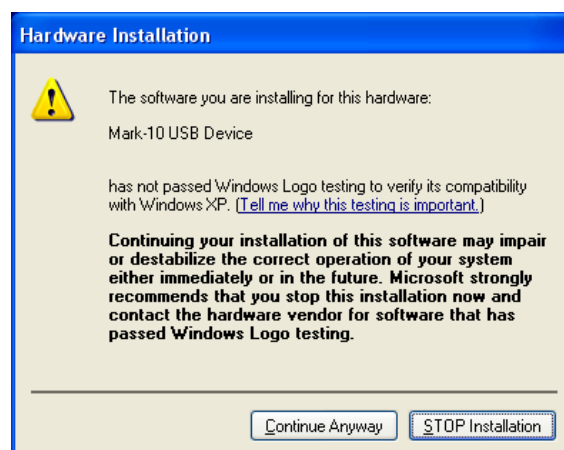 Hardware Installation
The software you are installing for this hardware:
Mark-10 USB Device
has not passed Windows Logo testing to verify its compatibility
with Windows XP. (Tell me why this testing is important.)
Continuing your installation of this software may impair
or destabilize the correct operation of your system
either immediately or in the future. Microsoft strongly
recommends that you stop this installation now and
contact the hardware vendor for software that has
passed Windows Logo testing.
Continue Anyway STOP Installation